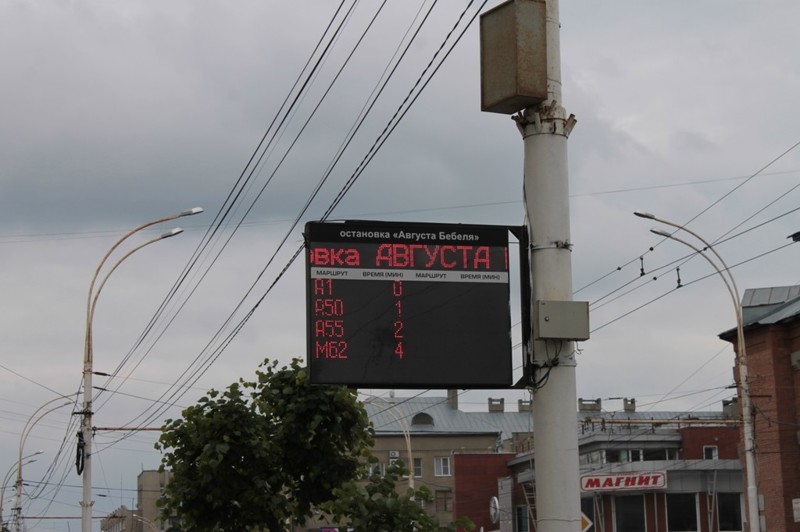 остановка «Августа Бебеля»
овка АВГУСТА
МАРШРУТ ВРЕМЯ (МИН) МАРШРУТ ВРЕМЯ (МИН)
А1 0
А50 1
А55 2
М62 4
МАГНИТ